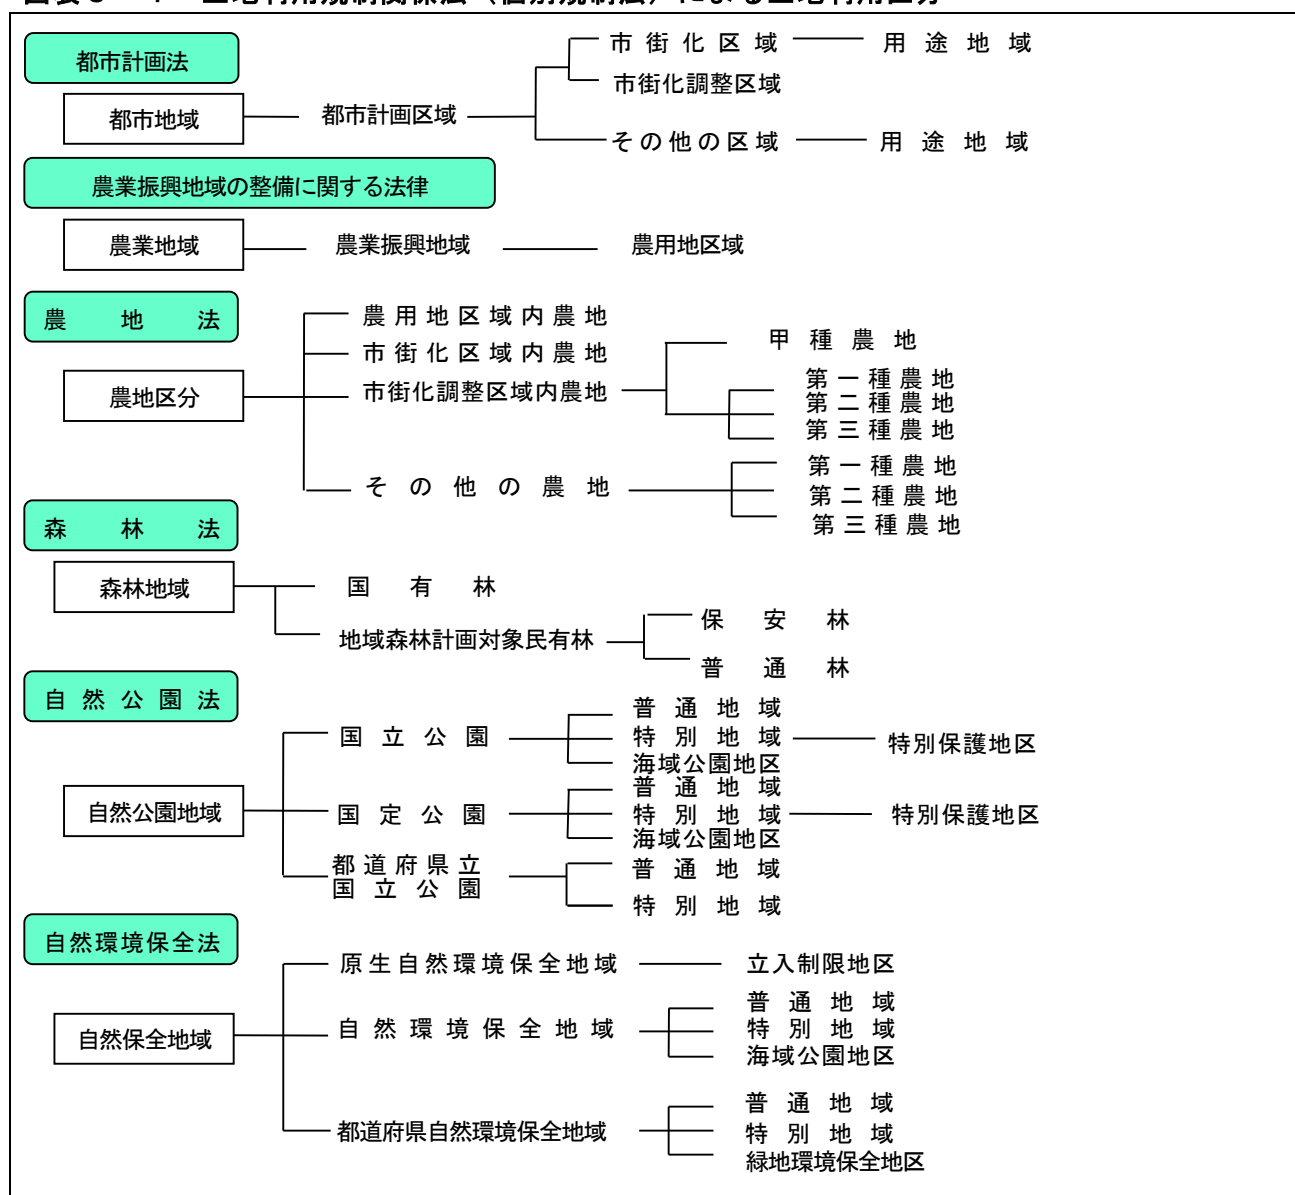 都市計画法
市街化区域 用途地域
市街化調整区域
都市地域 都市計画区域
その他の区域 用途地域
農業振興地域の整備に関する法律
農業地域 農業振興地域 農用地区域
農地法
農用地区域内農地
市街化区域内農地
甲種農地
農地区分
市街化調整区域内農地
第一種農地
第二種農地
第三種農地
その他の農地
第一種農地
第二種農地
第三種農地
森林法
森林地域
国有林
地域森林計画対象民有林
保安林
普通林
自然公園法
国立公園
普通地域
特別地域 特別保護地区
海域公園地区
自然公園地域
国定公園
普通地域
特別地域 特別保護地区
海域公園地区
都道府県立
国立公園
普通地域
特別地域
自然環境保全法
原生自然環境保全地域 立入制限地区
自然保全地域
自然環境保全地域
普通地域
特別地域
海域公園地区
都道府県自然環境保全地域
普通地域
特別地域
緑地環境保全地区